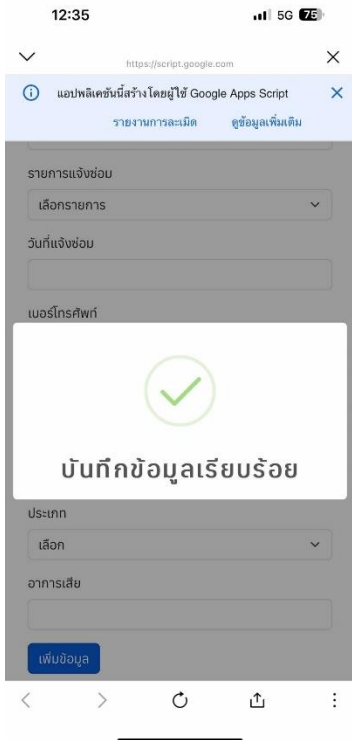 12:35
5G 75
https://script.google.com
แอปพลิเคชันนี้สร้างโดยผู้ใช้ Google Apps Script
รายงานการละเมิด ดูข้อมูลเพิ่มเติม
รายการแจ้งซ่อม
เลือกรายการ
วันที่แจ้งซ่อม
เบอร์โทรศัพท์
บันทึกข้อมูลเรียบร้อย
ประเภท
เลือก
อาการเสีย
เพิ่มข้อมูล